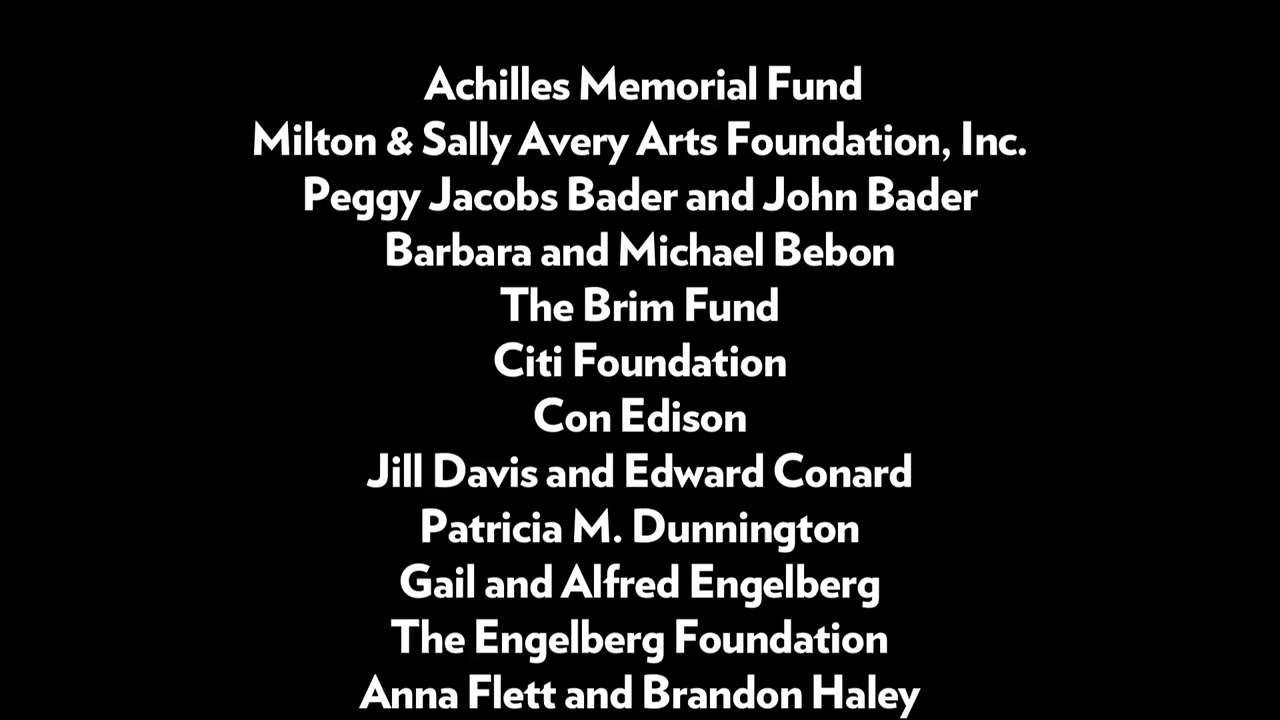 Achilles Memorial Fund
Milton & Sally Avery Arts Foundation, Inc.
Peggy Jacobs Bader and John Bader
Barbara and Michael Bebon
The Brim Fund
Citi Foundation
Con Edison
Jill Davis and Edward Conard
Patricia M. Dunnington
Gail and Alfred Engelberg
The Engelberg Foundation
Anna Flett and Brandon Haley